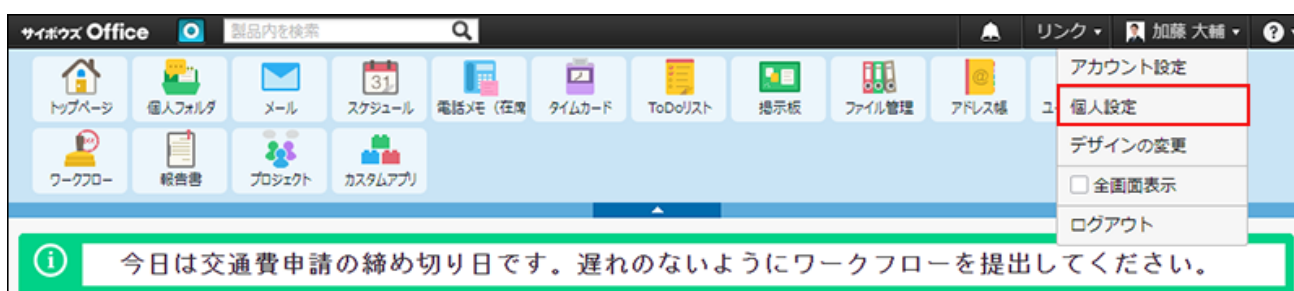 サイボウズ Office 製品内を検索 リンク 加藤 大輔 ?
トップページ 個人フォルダ メール スケジュール 電話メモ（在席 タイムカード ToDoリスト 掲示板 ファイル管理 アドレス帳 ユ
31
@
ワークフロー 報告書 プロジェクト カスタムアプリ
アカウント設定
個人設定
デザインの変更
全画面表示
ログアウト
今日は交通費申請の締め切り日です。遅れのないようにワークフローを提出してください。